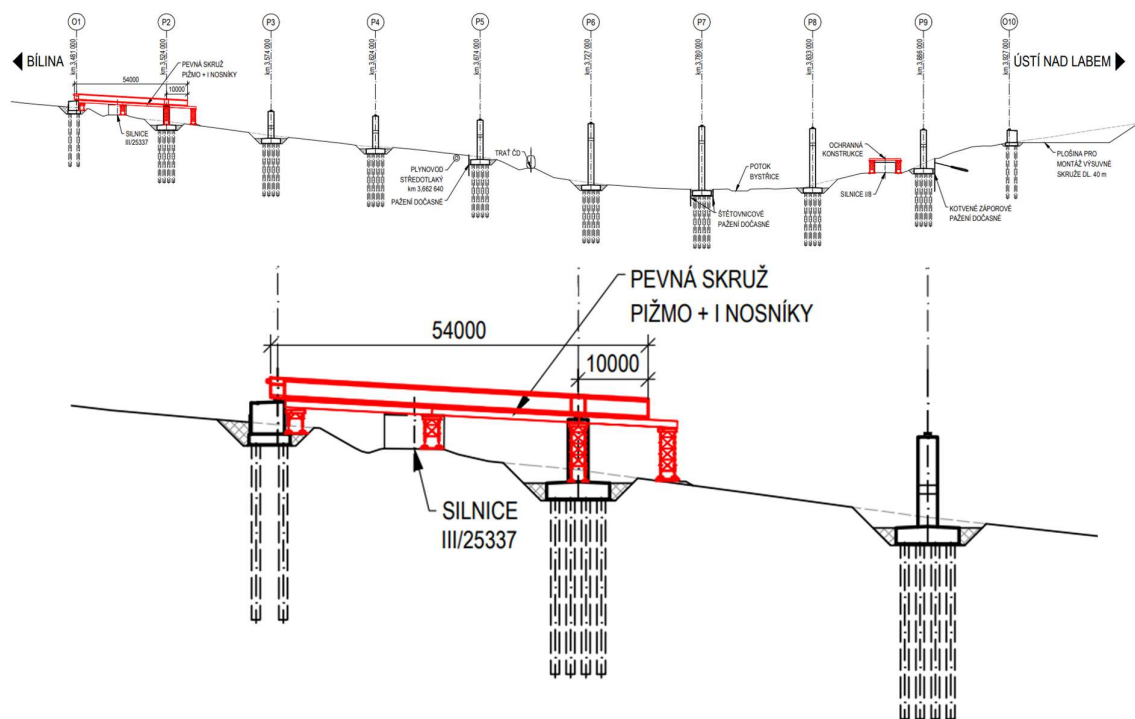 O1
P2
P3
P4
P5
P6
P7
P8
P9
O10
km 3,481 000
km 3,524 000
km 3,574 000
km 3,624 000
km 3,674 000
km 3,727 000
km 3,780 000
km 3,833 000
km 3,886 000
km 3,927 000
BÍLINA
ÚSTÍ NAD LABEM
54000
10000
PEVNÁ SKRUŽ
PIŽMO + I NOSNÍKY
SILNICE
III/25337
PLYNOVOD
STŘEDOTLAKÝ
km 3,662 640
PAŽENÍ DOČASNÉ
TRAŤ ČD
ŠTĚTOVNICOVÉ
PAŽENÍ DOČASNÉ
POTOK
BYSTŘICE
OCHRANNÁ
KONSTRUKCE
SILNICE I/8
KOTVENÉ ZÁPOROVÉ
PAŽENÍ DOČASNÉ
PLOŠINA PRO
MONTÁŽ VÝSUVNÉ
SKRUŽE DL. 40 m
PEVNÁ SKRUŽ
PIŽMO + I NOSNÍKY
54000
10000
SILNICE
III/25337